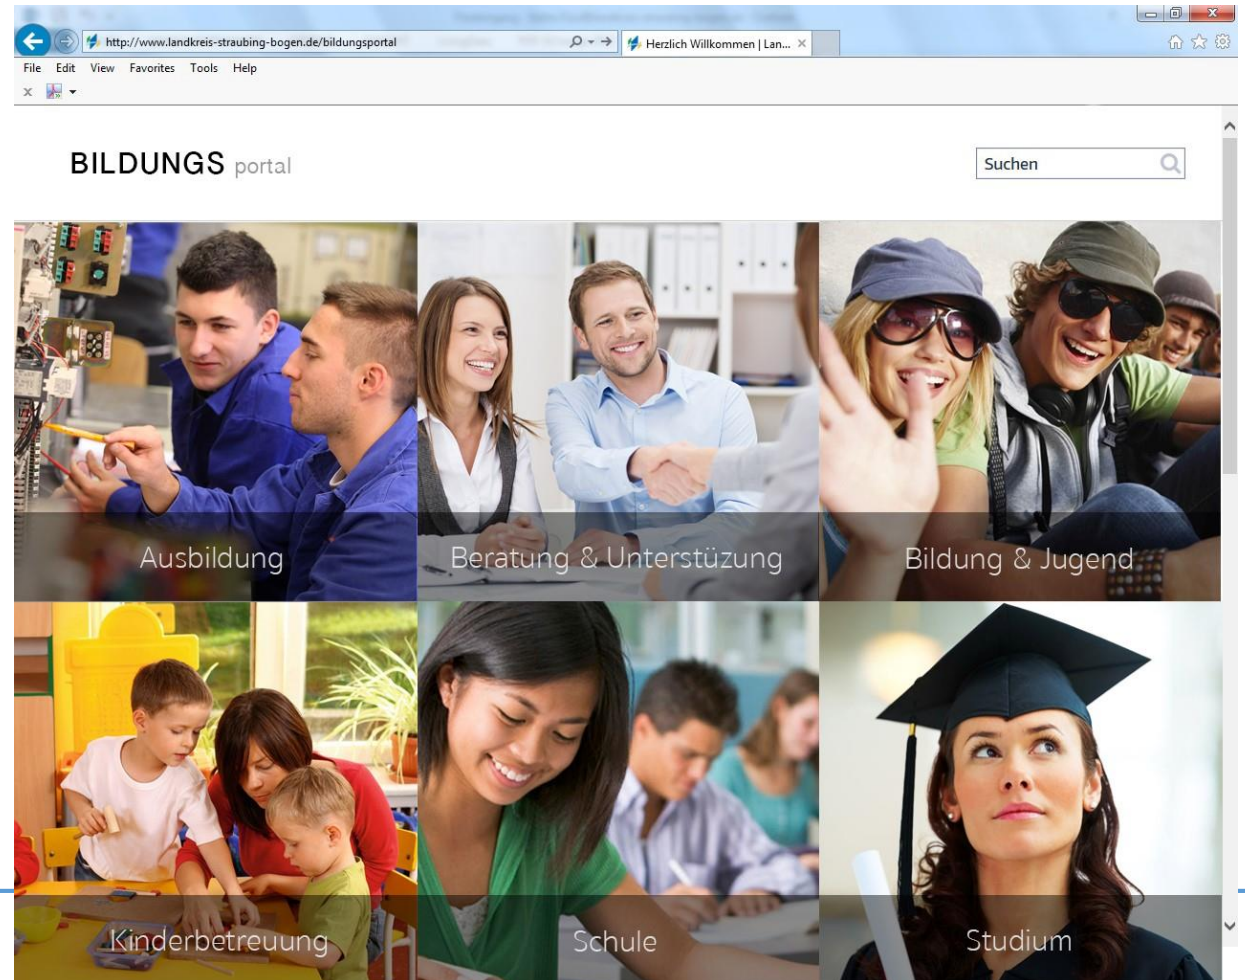 http://www.landkreis-straubing-bogen.de/bildungsportal
Herzlich Willkommen | Lan...
File Edit View Favorites Tools Help
BILDUNGS portal
Suchen
Ausbildung
Beratung & Unterstüzung
Bildung & Jugend
Kinderbetreuung
Schule
Studium